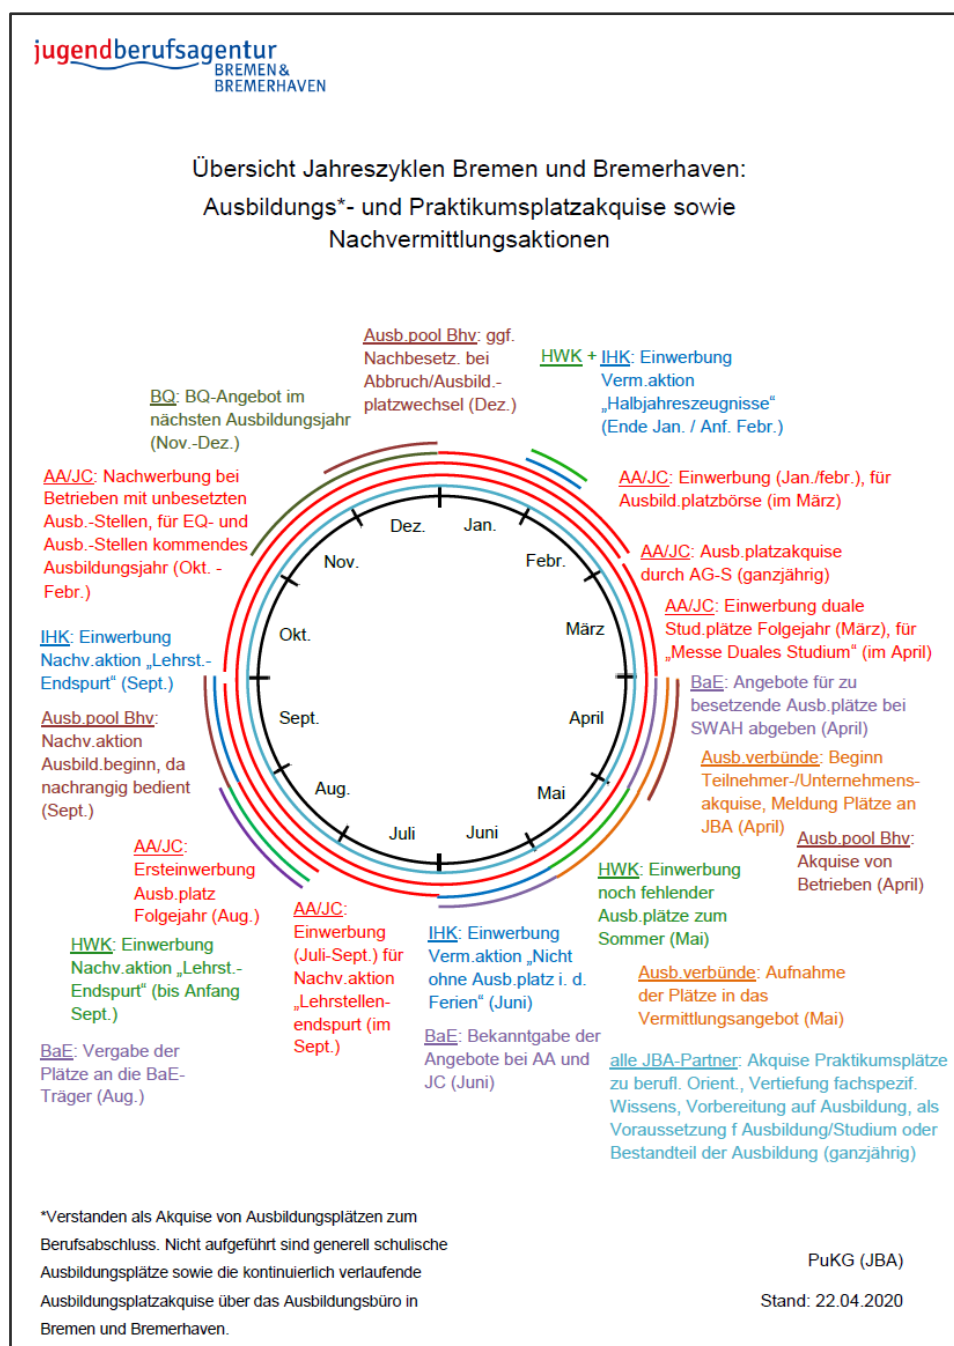 jugendberufsagentur
BREMEN &
BREMERHAVEN
Übersicht Jahreszyklen Bremen und Bremerhaven:
Ausbildungs*- und Praktikumsplatzakquise sowie
Nachvermittlungsaktionen
Ausb.pool Bhv: ggf.
Nachbesetz. bei
Abbruch/Ausbild.-
platzwechsel (Dez.)
HWK + IHK: Einwerbung
Verm.aktion
„Halbjahreszeugnisse“
(Ende Jan. / Anf. Febr.)
BQ: BQ-Angebot im
nächsten Ausbildungsjahr
(Nov.-Dez.)
AA/JC: Nachwerbung bei
Betrieben mit unbesetzten
Ausb.-Stellen, für EQ- und
Ausb.-Stellen kommendes
Ausbildungsjahr (Okt. -
Febr.)
AA/JC: Einwerbung (Jan./febr.), für
Ausbild.platzbörse (im März)
AA/JC: Ausb.platzakquise
durch AG-S (ganzjährig)
AA/JC: Einwerbung duale
Stud.plätze Folgejahr (März), für
„Messe Duales Studium“ (im April)
Dez.
Jan.
Nov.
Febr.
Okt.
März
Sept.
April
Aug.
Mai
Juli
Juni
IHK: Einwerbung
Nachv.aktion „Lehrst.-
Endspurt“ (Sept.)
BaE: Angebote für zu
besetzende Ausb.plätze bei
SWAH abgeben (April)
Ausb.pool Bhv:
Nachv.aktion
Ausbild.beginn, da
nachrangig bedient
(Sept.)
Ausb.verbünde: Beginn
Teilnehmer-/Unternehmens-
akquise, Meldung Plätze an
JBA (April)
Ausb.pool Bhv:
Akquise von
Betrieben (April)
AA/JC:
Ersteinwerbung
Ausb.platz
Folgejahr (Aug.)
HWK: Einwerbung
noch fehlender
Ausb.plätze zum
Sommer (Mai)
AA/JC:
Einwerbung
(Juli-Sept.) für
Nachv.aktion
„Lehrstellen-
endspurt (im
Sept.)
IHK: Einwerbung
Verm.aktion „Nicht
ohne Ausb.platz i. d.
Ferien“ (Juni)
HWK: Einwerbung
Nachv.aktion „Lehrst.-
Endspurt“ (bis Anfang
Sept.)
Ausb.verbünde: Aufnahme
der Plätze in das
Vermittlungsangebot (Mai)
BaE: Vergabe der
Plätze an die BaE-
Träger (Aug.)
BaE: Bekanntgabe der
Angebote bei AA und
JC (Juni)
alle JBA-Partner: Akquise Praktikumsplätze
zu berufl. Orient., Vertiefung fachspezif.
Wissens, Vorbereitung auf Ausbildung, als
Voraussetzung f Ausbildung/Studium oder
Bestandteil der Ausbildung (ganzjährig)
*Verstanden als Akquise von Ausbildungsplätzen zum
Berufsabschluss. Nicht aufgeführt sind generell schulische
Ausbildungsplätze sowie die kontinuierlich verlaufende
Ausbildungsplatzakquise über das Ausbildungsbüro in
Bremen und Bremerhaven.
PuKG (JBA)
Stand: 22.04.2020